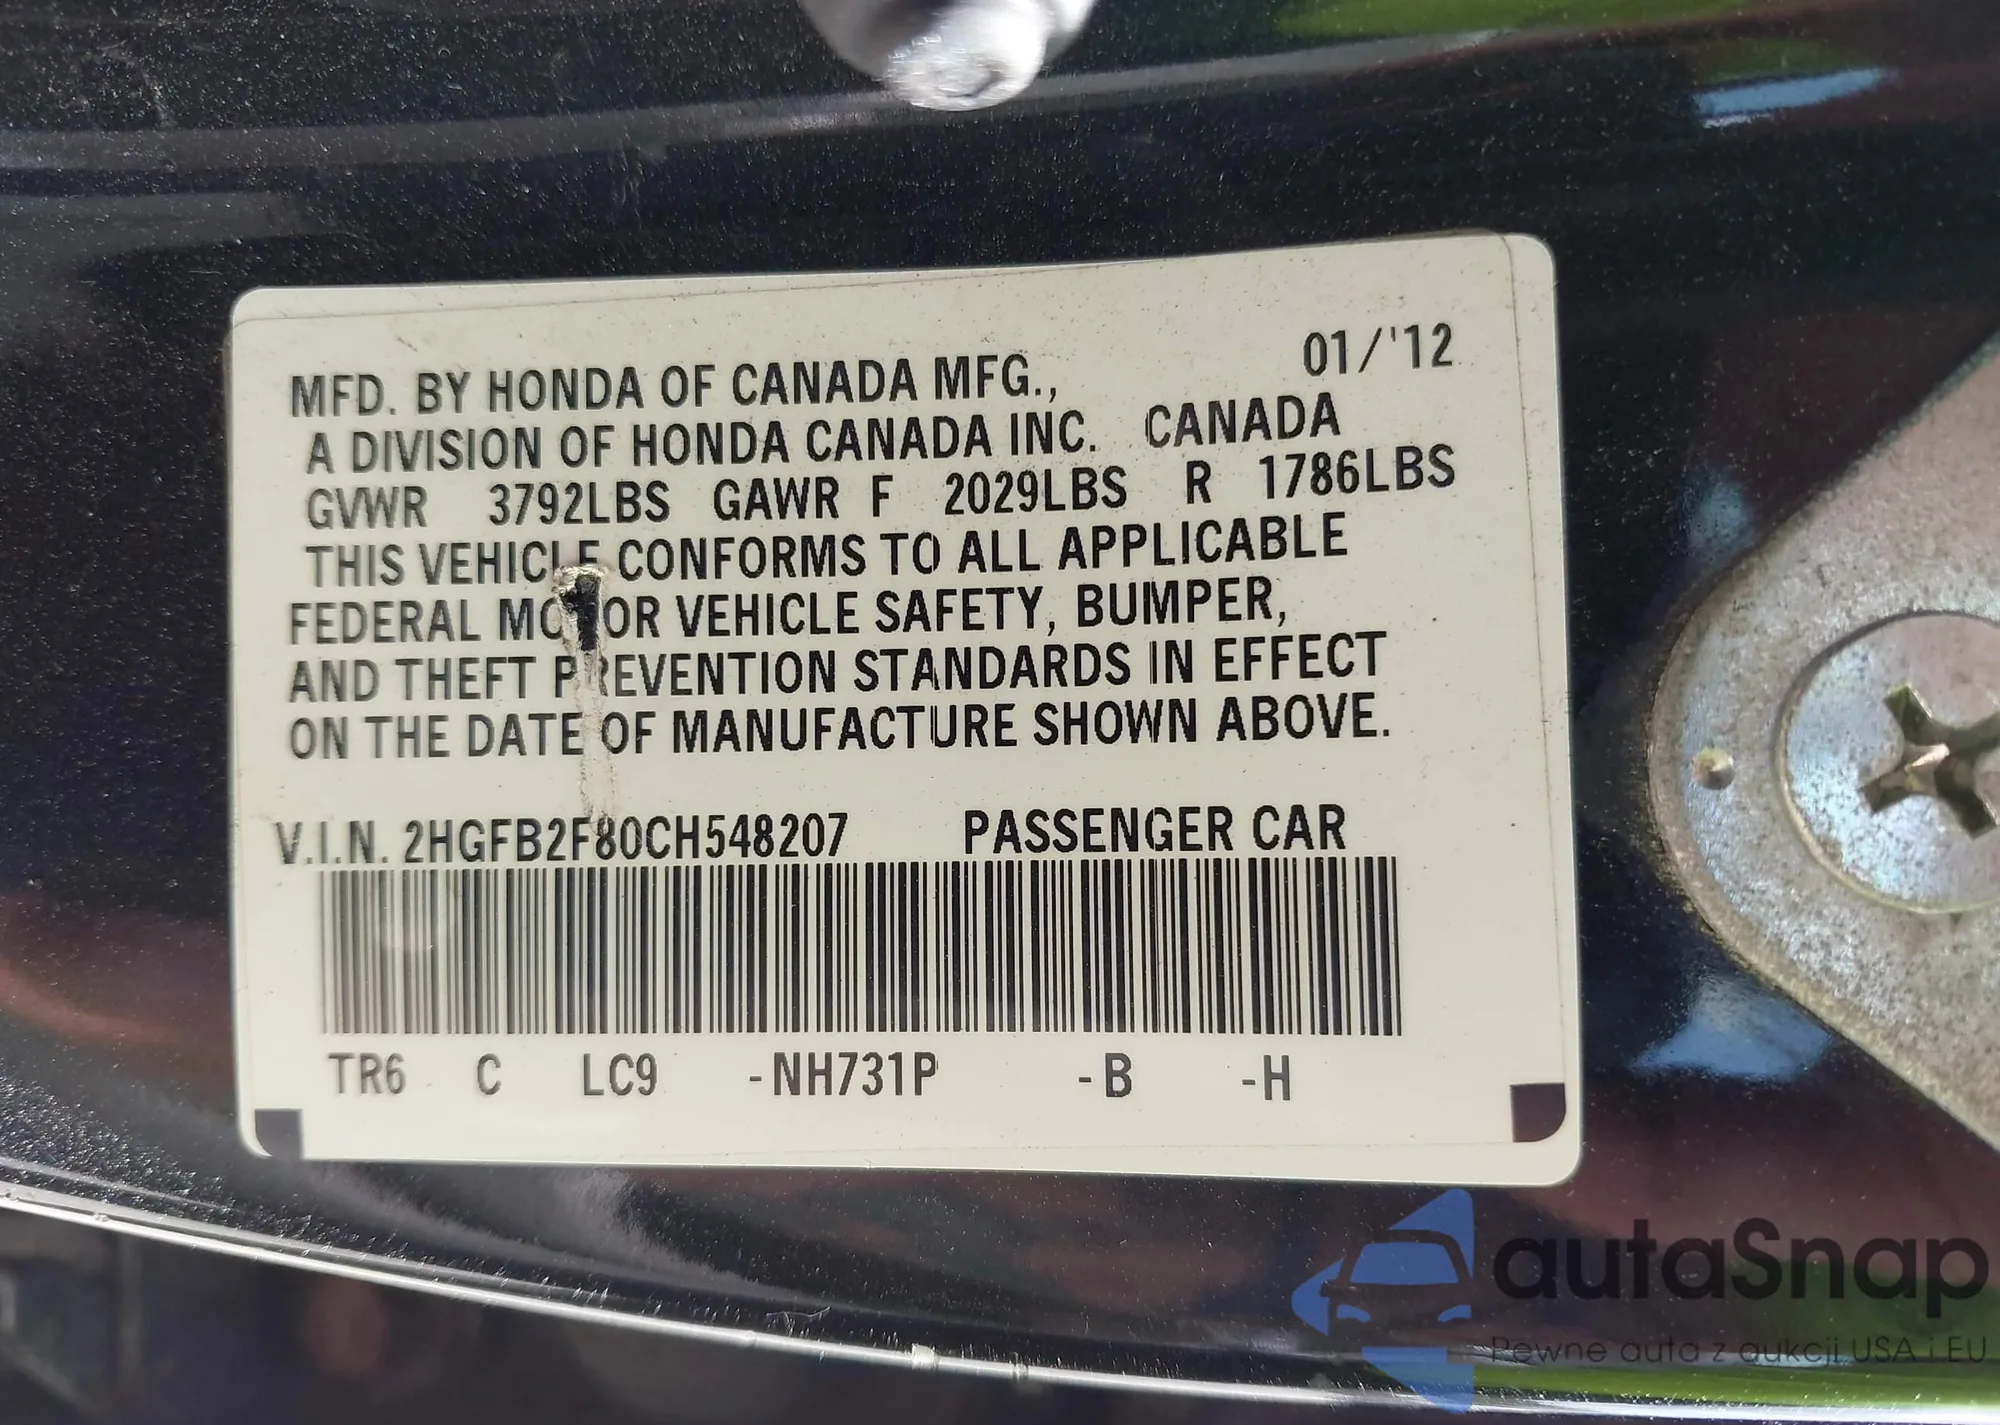 MFD. BY HONDA OF CANADA MFG., 01/'12
A DIVISION OF HONDA CANADA INC. CANADA
GVWR 3792LBS GAWR F 2029LBS R 1786LBS
THIS VEHICLE CONFORMS TO ALL APPLICABLE
FEDERAL MOTOR VEHICLE SAFETY, BUMPER,
AND THEFT PREVENTION STANDARDS IN EFFECT
ON THE DATE OF MANUFACTURE SHOWN ABOVE.
V.I.N. 2HGFB2F80CH548207 PASSENGER CAR
TR6 C LC9 -NH731P -B -H
autaSnap
Pewne auta z aukcji USA i EU